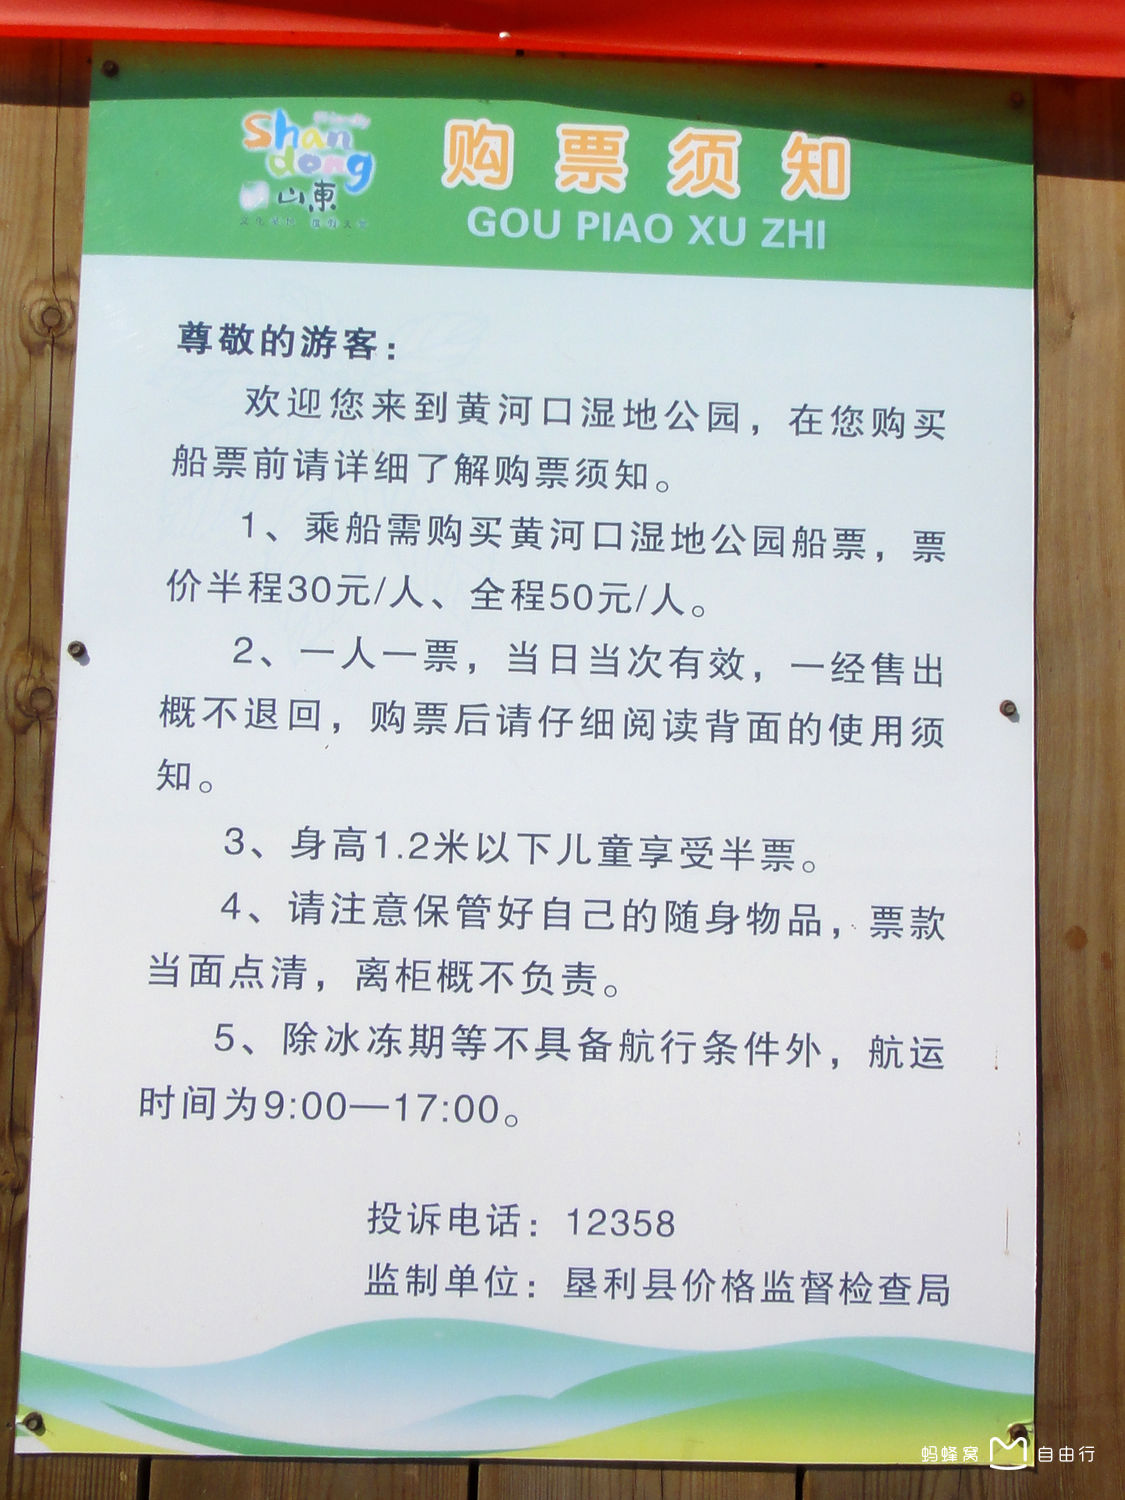 Shan
dong
山東
购票须知
GOU PIAO XU ZHI
尊敬的游客：
欢迎您来到黄河口湿地公园，在您购买
船票前请详细了解购票须知。
1、乘船需购买黄河口湿地公园船票，票
价半程30元/人、全程50元/人。
2、一人一票，当日当次有效，一经售出
概不退回，购票后请仔细阅读背面的使用须
知。
3、身高1.2米以下儿童享受半票。
4、请注意保管好自己的随身物品，票款
当面点清，离柜概不负责。
5、除冰冻期等不具备航行条件外，航运
时间为9:00—17:00。
投诉电话：12358
监制单位：垦利县价格监督检查局
蚂蜂窝 自由行